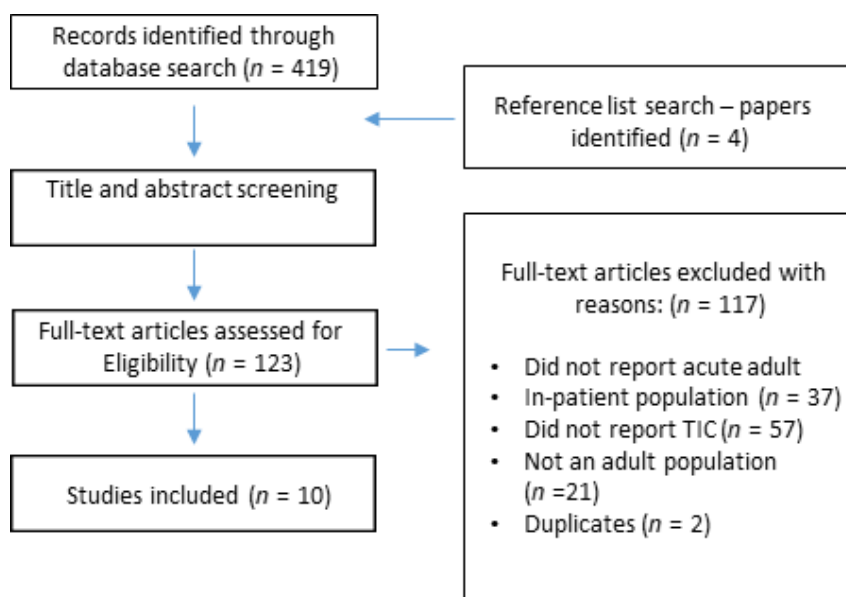 Records identified through
database search (n = 419)
Reference list search – papers
identified (n = 4)
Title and abstract screening
Full-text articles assessed for
Eligibility (n = 123)
Full-text articles excluded with
reasons: (n = 117)
• Did not report acute adult
• In-patient population (n = 37)
• Did not report TIC (n = 57)
• Not an adult population
(n =21)
• Duplicates (n = 2)
Studies included (n = 10)